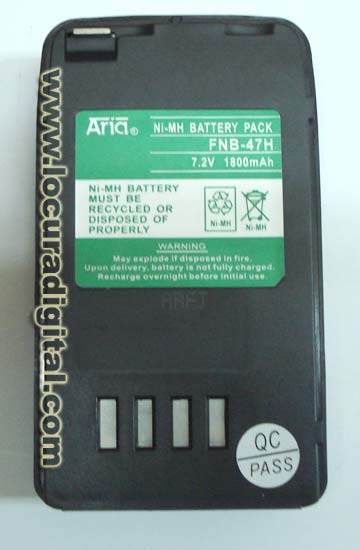 www.locuradigital.com
Aria®
Ni-MH BATTERY PACK
FNB-47H
7.2V 1800mAh
Ni-MH BATTERY
MUST BE
RECYCLED OR
DISPOSED OF
PROPERLY
Ni-MH
Ni-MH
WARNING
Explosive if disposed in fire.
Upon delivery, battery is not fully charged.
Recharge overnight before initial use.
QC
PASS